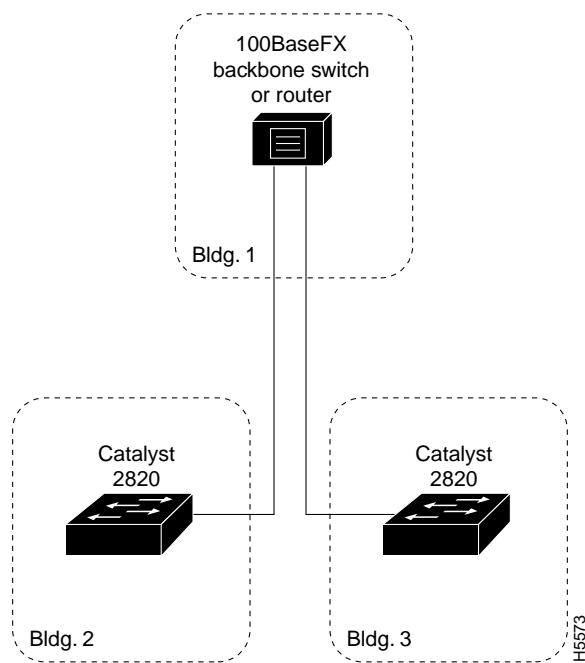 100BaseFX
backbone switch
or router
Bldg. 1
Catalyst
2820
Catalyst
2820
Bldg. 2
Bldg. 3
H5573